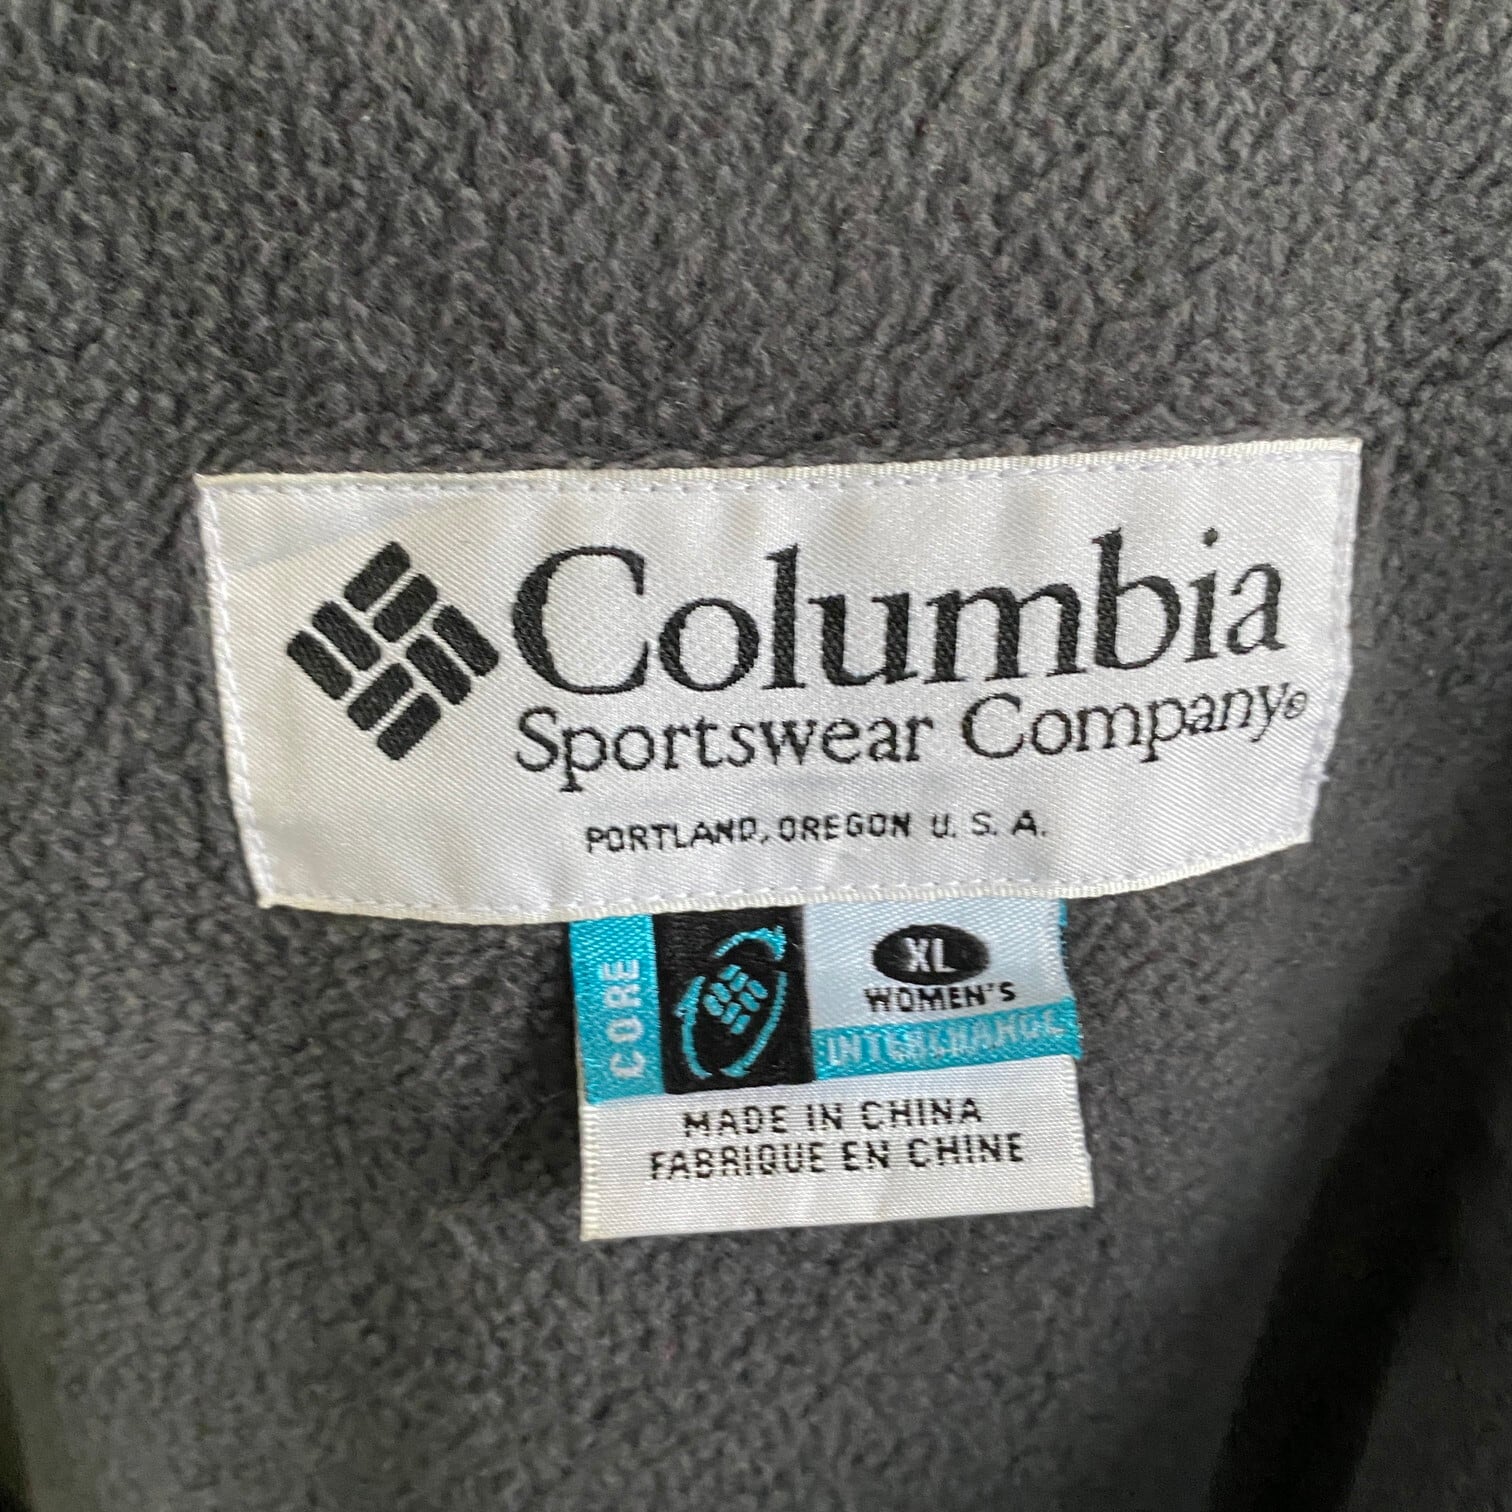 Columbia
Sportswear Company®
PORTLAND, OREGON U. S. A.
CORE
XL
WOMEN'S
INTERCHANGE
MADE IN CHINA
FABRIQUE EN CHINE